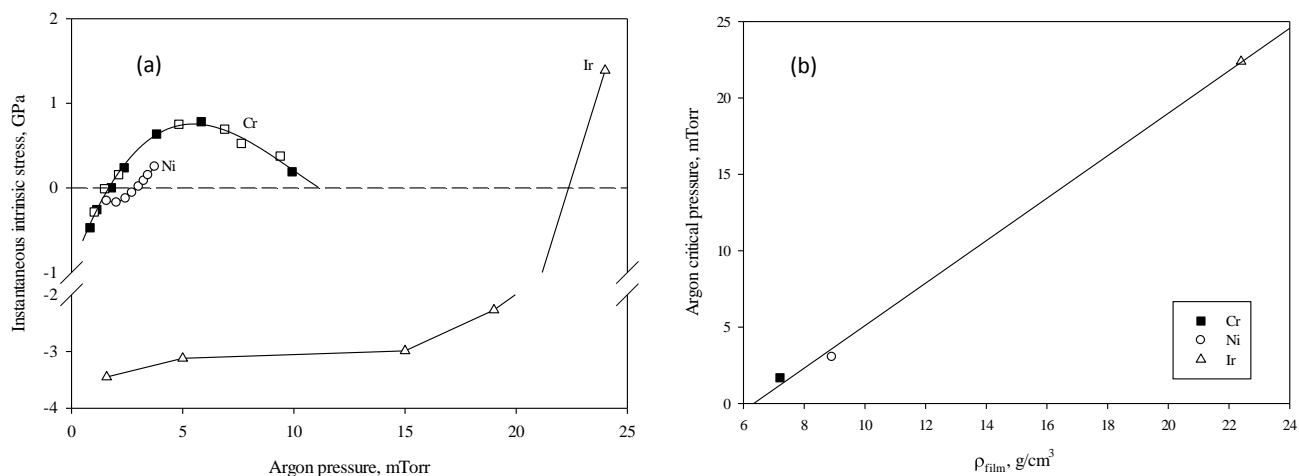 (a)
Instantaneous intrinsic stress, GPa
2
1
0
-1
-2
-3
-4
Cr
Ni
Ir
0 5 10 15 20 25
Argon pressure, mTorr
(b)
Argon critical pressure, mTorr
25
20
15
10
5
0
Cr
Ni
Ir
4 6 8 10 12 14 16 18 20 22 24
ρfilm, g/cm³